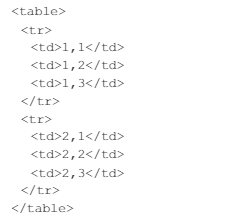 <table>
<tr>
<td>1,1</td>
<td>1,2</td>
<td>1,3</td>
</tr>
<tr>
<td>2,1</td>
<td>2,2</td>
<td>2,3</td>
</tr>
</table>